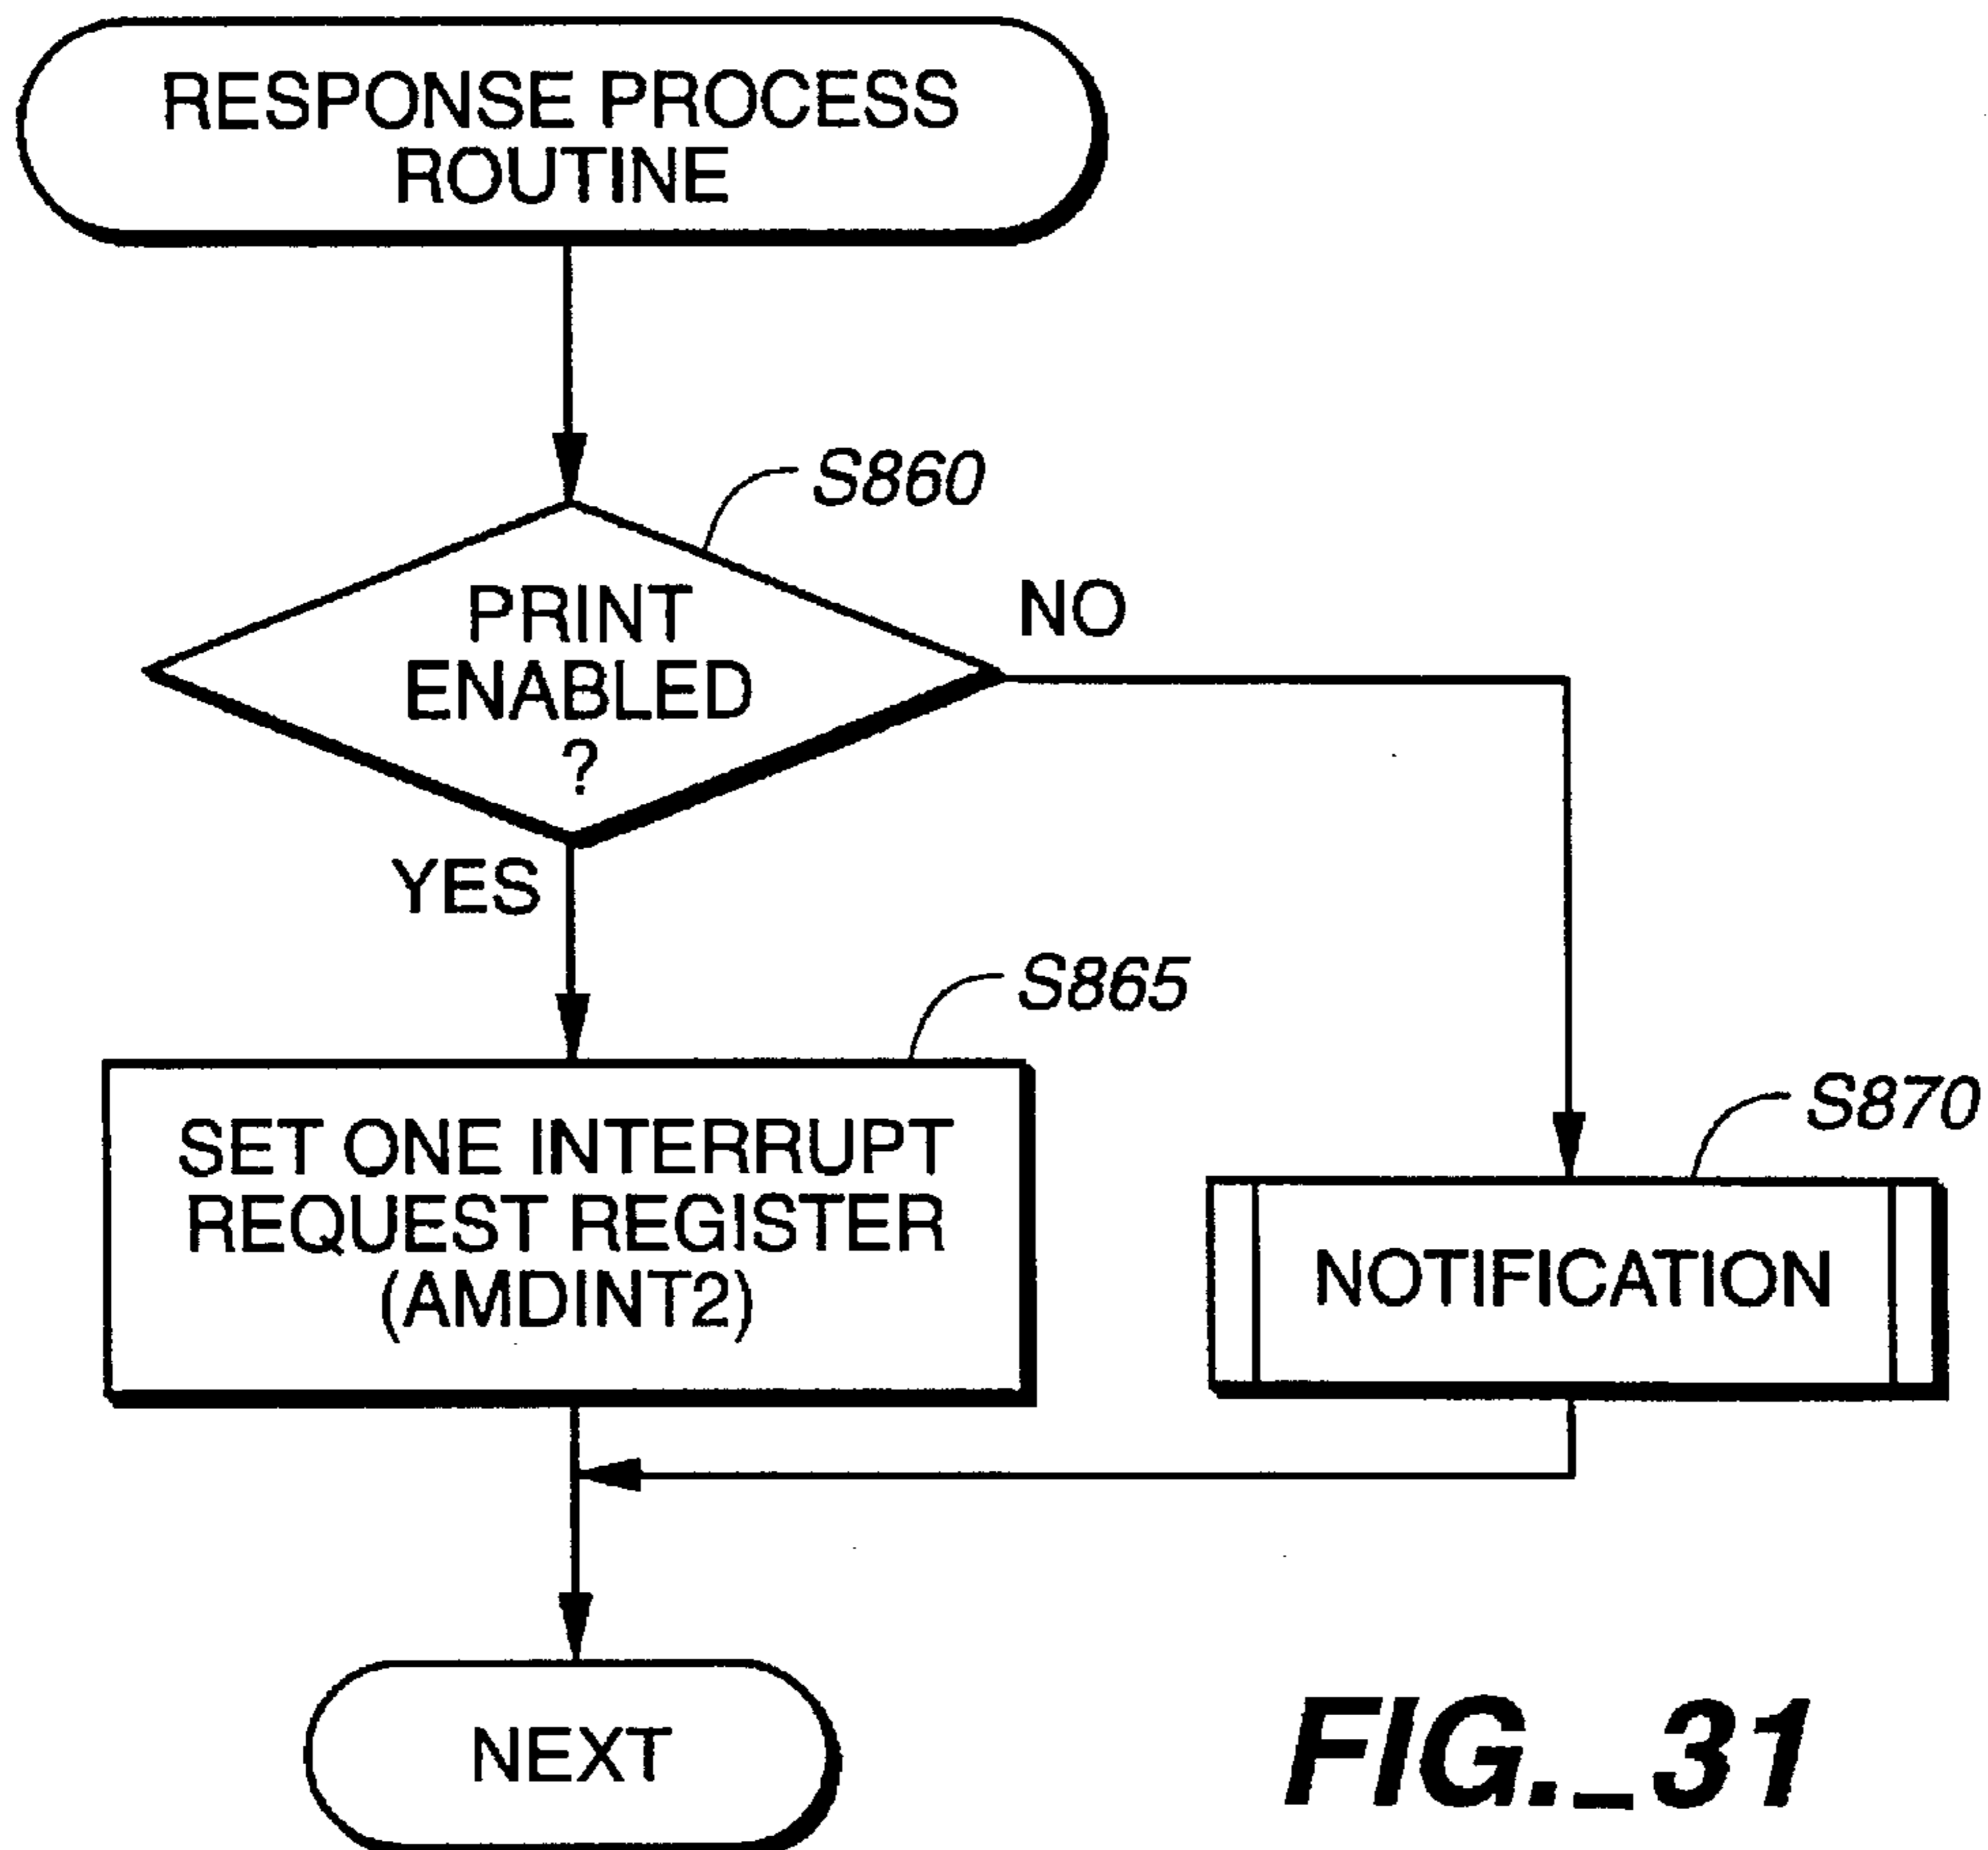 RESPONSE PROCESS
ROUTINE
S860
PRINT
ENABLED
?
NO
YES
S865
SET ONE INTERRUPT
REQUEST REGISTER
(AMDINT2)
S870
NOTIFICATION
NEXT
FIG._31